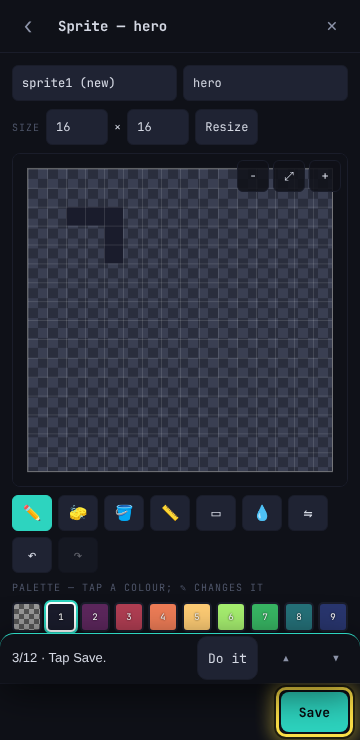 Sprite — hero
sprite1 (new) hero
SIZE 16 × 16 Resize
PALETTE — TAP A COLOUR; ✎ CHANGES IT
1 2 3 4 5 6 7 8 9
3/12 · Tap Save. Do it
Save